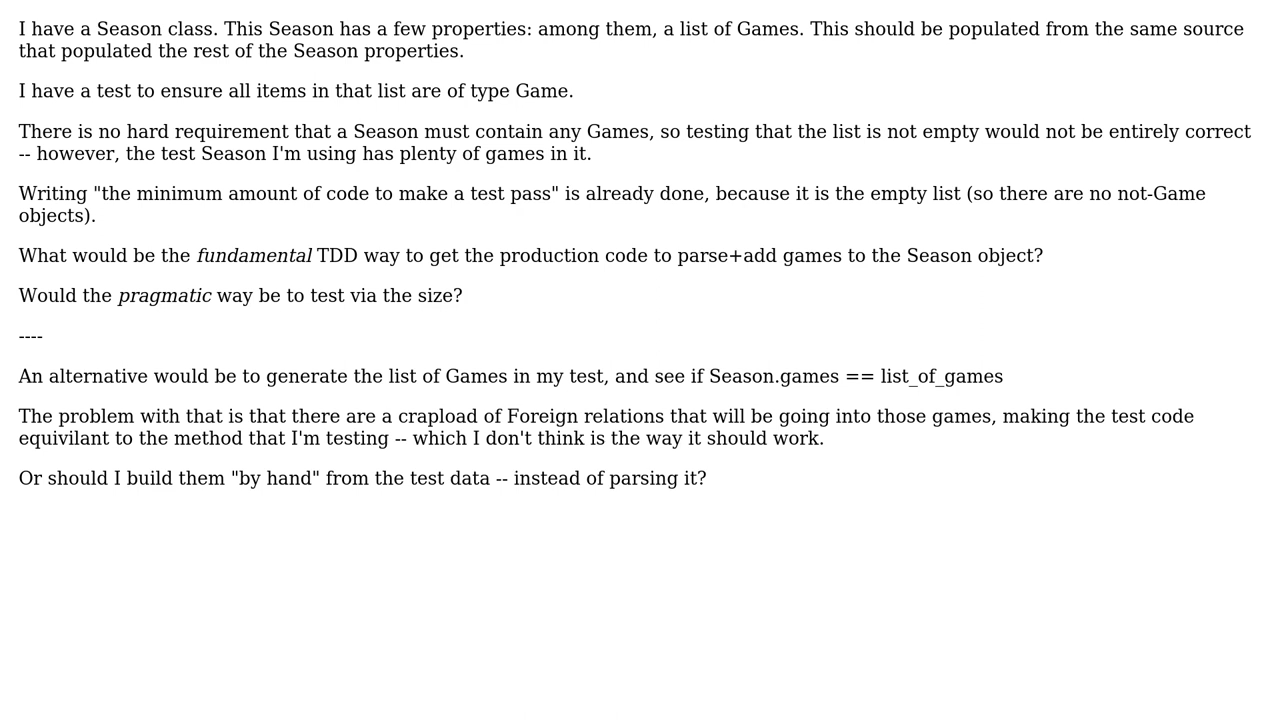 I have a Season class. This Season has a few properties: among them, a list of Games. This should be populated from the same source
that populated the rest of the Season properties.
I have a test to ensure all items in that list are of type Game.
There is no hard requirement that a Season must contain any Games, so testing that the list is not empty would not be entirely correct
-- however, the test Season I'm using has plenty of games in it.
Writing "the minimum amount of code to make a test pass" is already done, because it is the empty list (so there are no not-Game
objects).
What would be the fundamental TDD way to get the production code to parse+add games to the Season object?
Would the pragmatic way be to test via the size?
----
An alternative would be to generate the list of Games in my test, and see if Season.games == list_of_games
The problem with that is that there are a crapload of Foreign relations that will be going into those games, making the test code
equivilant to the method that I'm testing -- which I don't think is the way it should work.
Or should I build them "by hand" from the test data -- instead of parsing it?